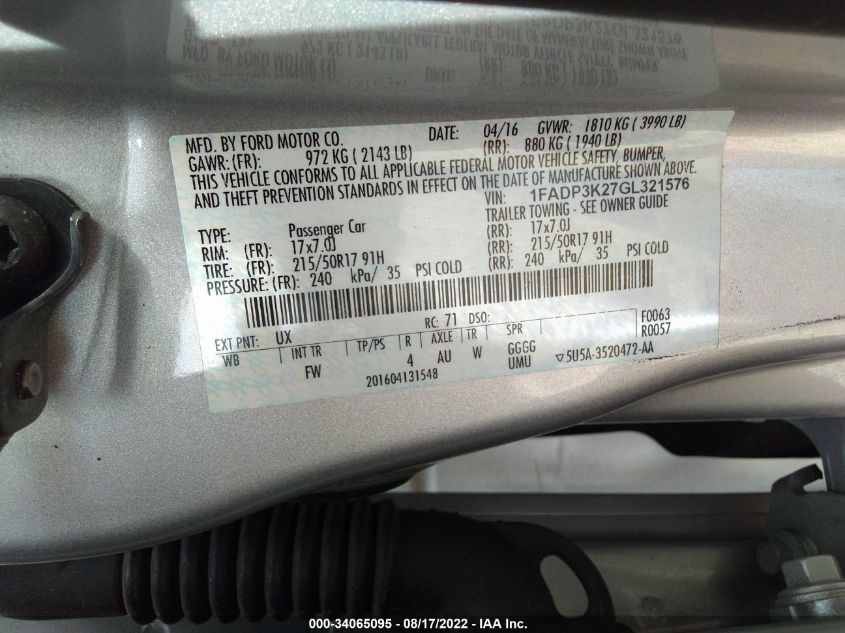 MFD. BY FORD MOTOR CO. DATE: 04/16 GVWR: 1810 KG ( 3990 LB)
GAWR: (FR): 972 KG ( 2143 LB) (RR): 880 KG ( 1940 LB)
THIS VEHICLE CONFORMS TO ALL APPLICABLE FEDERAL MOTOR VEHICLE SAFETY, BUMPER,
AND THEFT PREVENTION STANDARDS IN EFFECT ON THE DATE OF MANUFACTURE SHOWN ABOVE.
VIN: 1FADP3K27GL321576
TYPE: Passenger Car TRAILER TOWING - SEE OWNER GUIDE
RIM: (FR): 17x7.0J (RR): 17x7.0J
TIRE: (FR): 215/50R17 91H (RR): 215/50R17 91H
PRESSURE: (FR): 240 kPa/ 35 PSI COLD (RR): 240 kPa/ 35 PSI COLD
EXT PNT: UX RC: 71 DSO: F0063
WB INT TR TP/PS R AXLE TR SPR R0057
FW 4 AU W GGGG
UMU ▽5U5A-3520472-AA
201604131548
000-34065095 - 08/17/2022 - IAA Inc.